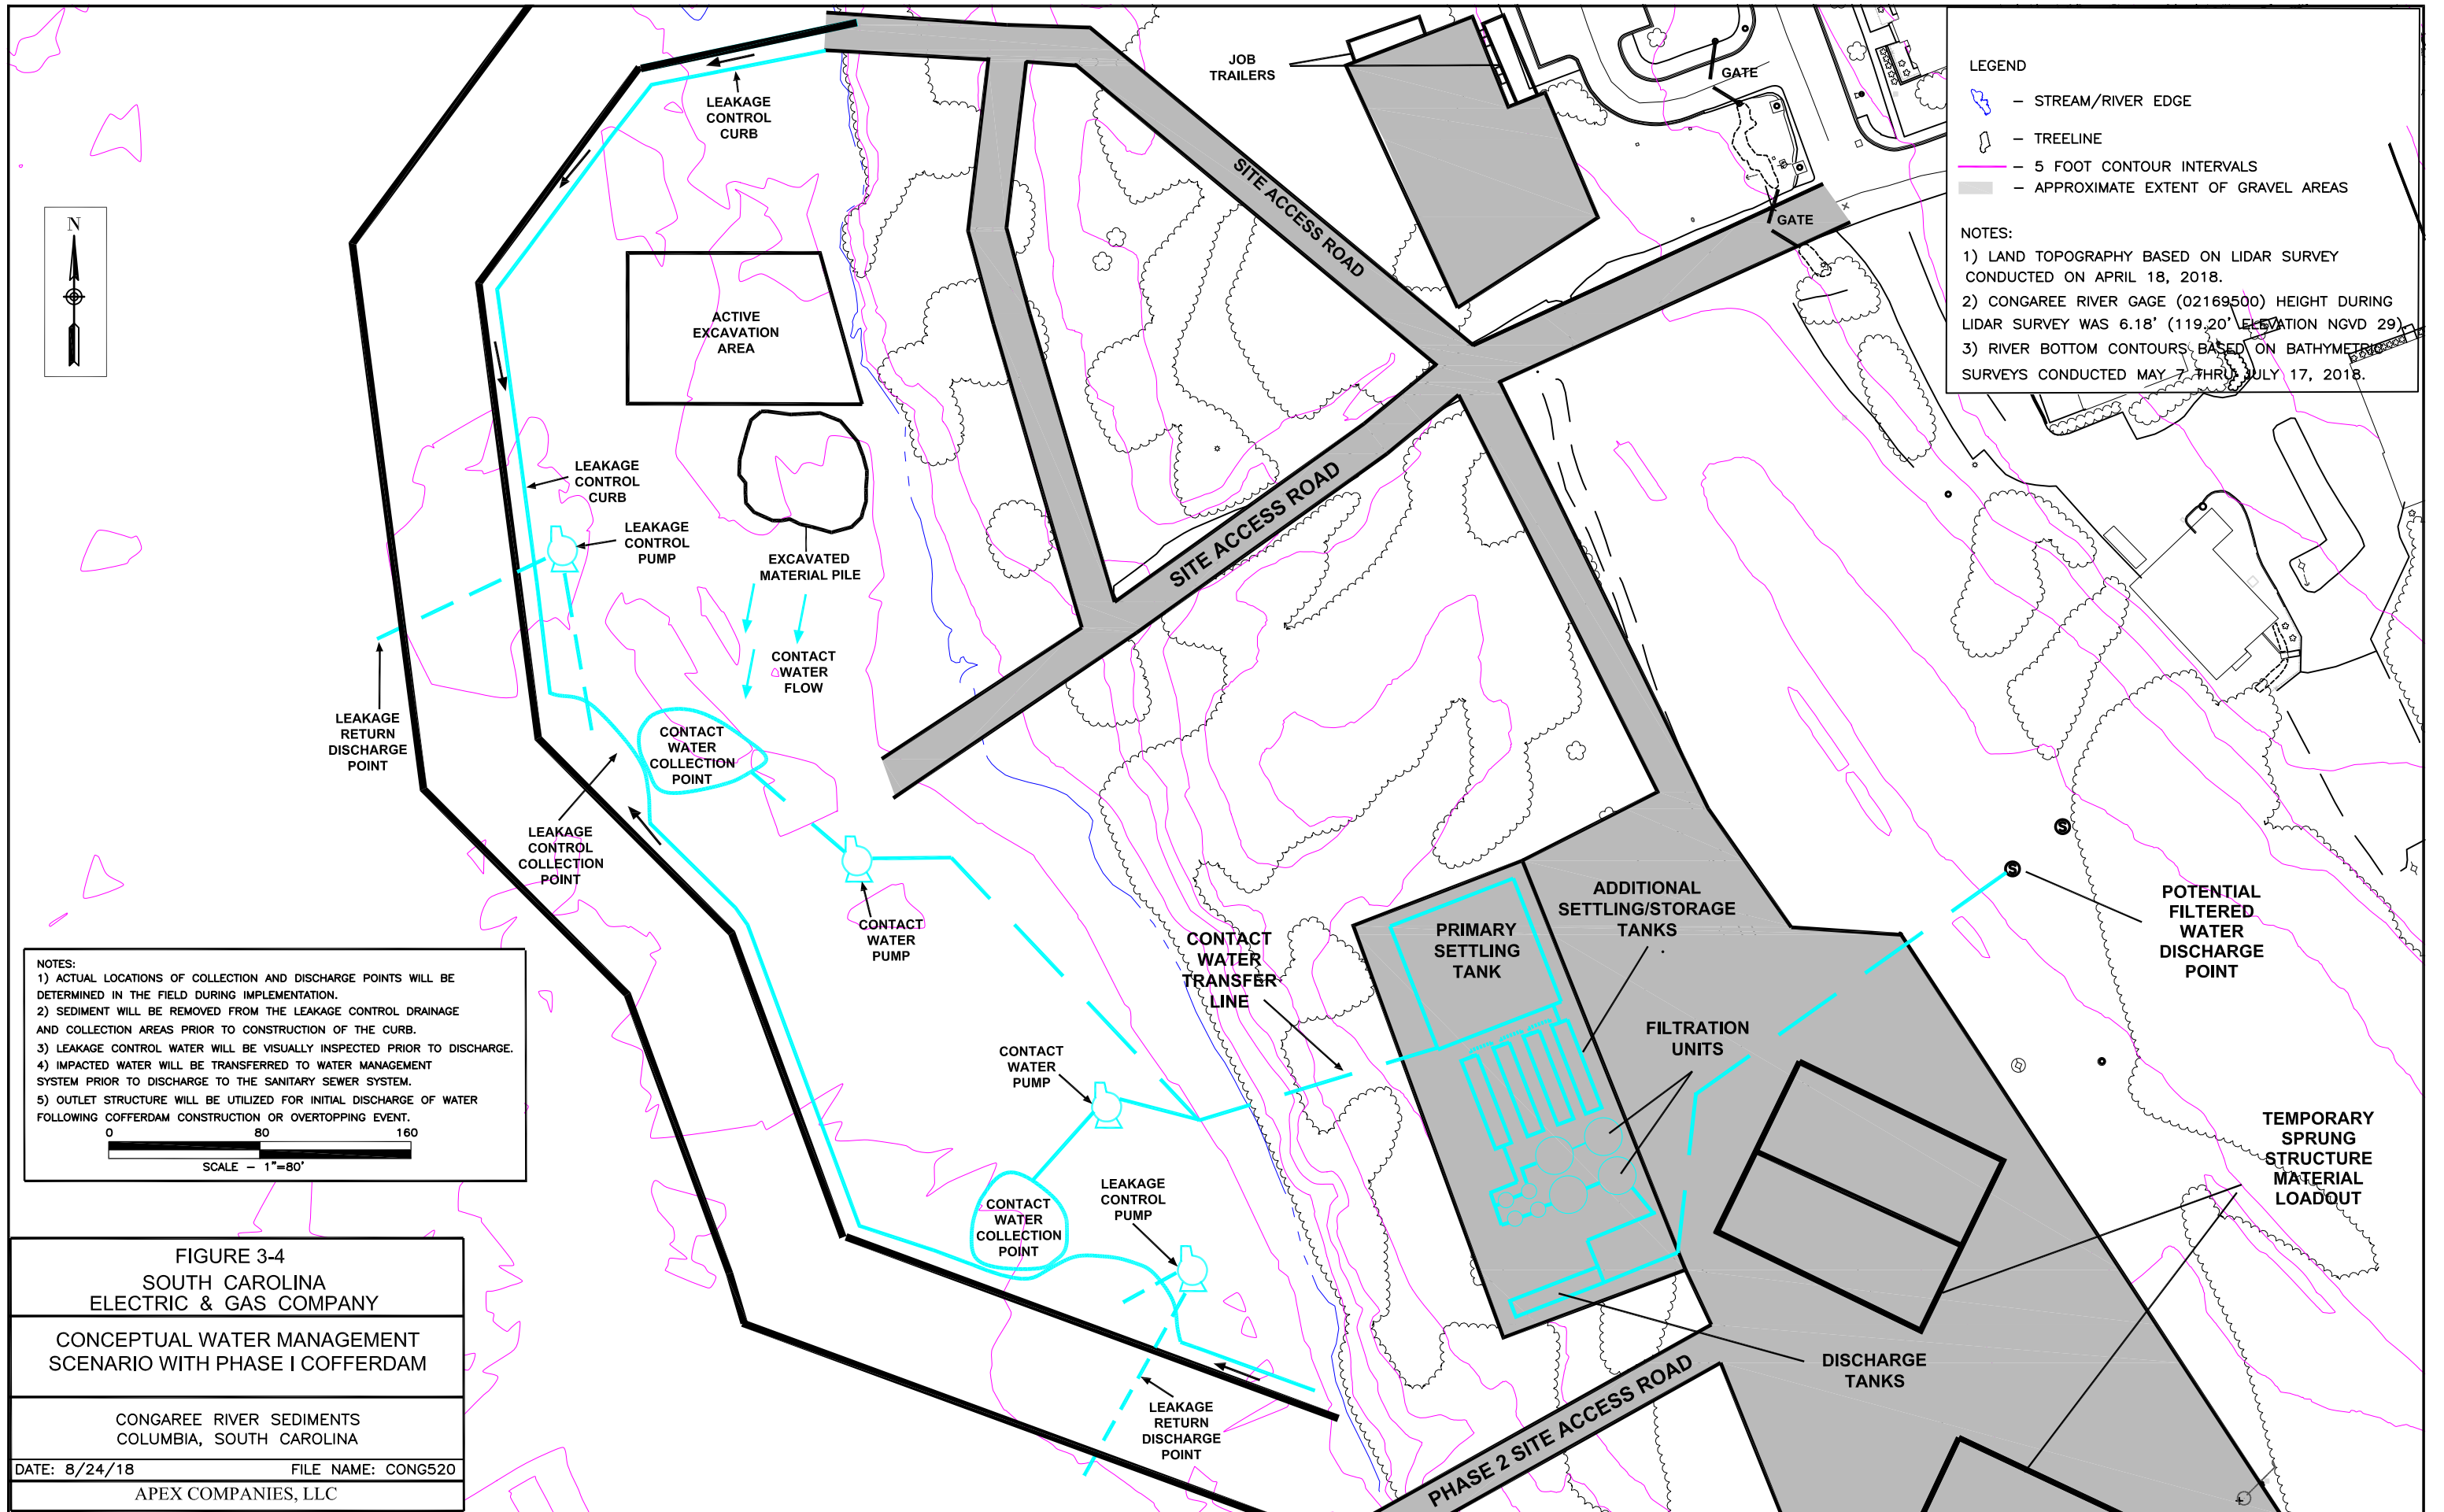 JOB
TRAILERS
GATE
GATE
LEAKAGE
CONTROL
CURB
SITE ACCESS ROAD
LEGEND
– STREAM/RIVER EDGE
– TREELINE
– 5 FOOT CONTOUR INTERVALS
– APPROXIMATE EXTENT OF GRAVEL AREAS
NOTES:
1) LAND TOPOGRAPHY BASED ON LIDAR SURVEY
CONDUCTED ON APRIL 18, 2018.
2) CONGAREE RIVER GAGE (02169500) HEIGHT DURING
LIDAR SURVEY WAS 6.18' (119.20' ELEVATION NGVD 29).
3) RIVER BOTTOM CONTOURS BASED ON BATHYMETRIC
SURVEYS CONDUCTED MAY 7 THRU JULY 17, 2018.
N
ACTIVE
EXCAVATION
AREA
LEAKAGE
CONTROL
CURB
LEAKAGE
CONTROL
PUMP
EXCAVATED
MATERIAL PILE
SITE ACCESS ROAD
CONTACT
WATER
FLOW
LEAKAGE
RETURN
DISCHARGE
POINT
CONTACT
WATER
COLLECTION
POINT
LEAKAGE
CONTROL
COLLECTION
POINT
CONTACT
WATER
PUMP
CONTACT
WATER
TRANSFER
LINE
PRIMARY
SETTLING
TANK
ADDITIONAL
SETTLING/STORAGE
TANKS
FILTRATION
UNITS
S
S
POTENTIAL
FILTERED
WATER
DISCHARGE
POINT
CONTACT
WATER
PUMP
CONTACT
WATER
COLLECTION
POINT
LEAKAGE
CONTROL
PUMP
TEMPORARY
SPRUNG
STRUCTURE
MATERIAL
LOADOUT
DISCHARGE
TANKS
LEAKAGE
RETURN
DISCHARGE
POINT
PHASE 2 SITE ACCESS ROAD
NOTES:
1) ACTUAL LOCATIONS OF COLLECTION AND DISCHARGE POINTS WILL BE
DETERMINED IN THE FIELD DURING IMPLEMENTATION.
2) SEDIMENT WILL BE REMOVED FROM THE LEAKAGE CONTROL DRAINAGE
AND COLLECTION AREAS PRIOR TO CONSTRUCTION OF THE CURB.
3) LEAKAGE CONTROL WATER WILL BE VISUALLY INSPECTED PRIOR TO DISCHARGE.
4) IMPACTED WATER WILL BE TRANSFERRED TO WATER MANAGEMENT
SYSTEM PRIOR TO DISCHARGE TO THE SANITARY SEWER SYSTEM.
5) OUTLET STRUCTURE WILL BE UTILIZED FOR INITIAL DISCHARGE OF WATER
FOLLOWING COFFERDAM CONSTRUCTION OR OVERTOPPING EVENT.
0 80 160
SCALE – 1"=80'
FIGURE 3-4
SOUTH CAROLINA
ELECTRIC & GAS COMPANY
CONCEPTUAL WATER MANAGEMENT
SCENARIO WITH PHASE I COFFERDAM
CONGAREE RIVER SEDIMENTS
COLUMBIA, SOUTH CAROLINA
DATE: 8/24/18 FILE NAME: CONG520
APEX COMPANIES, LLC